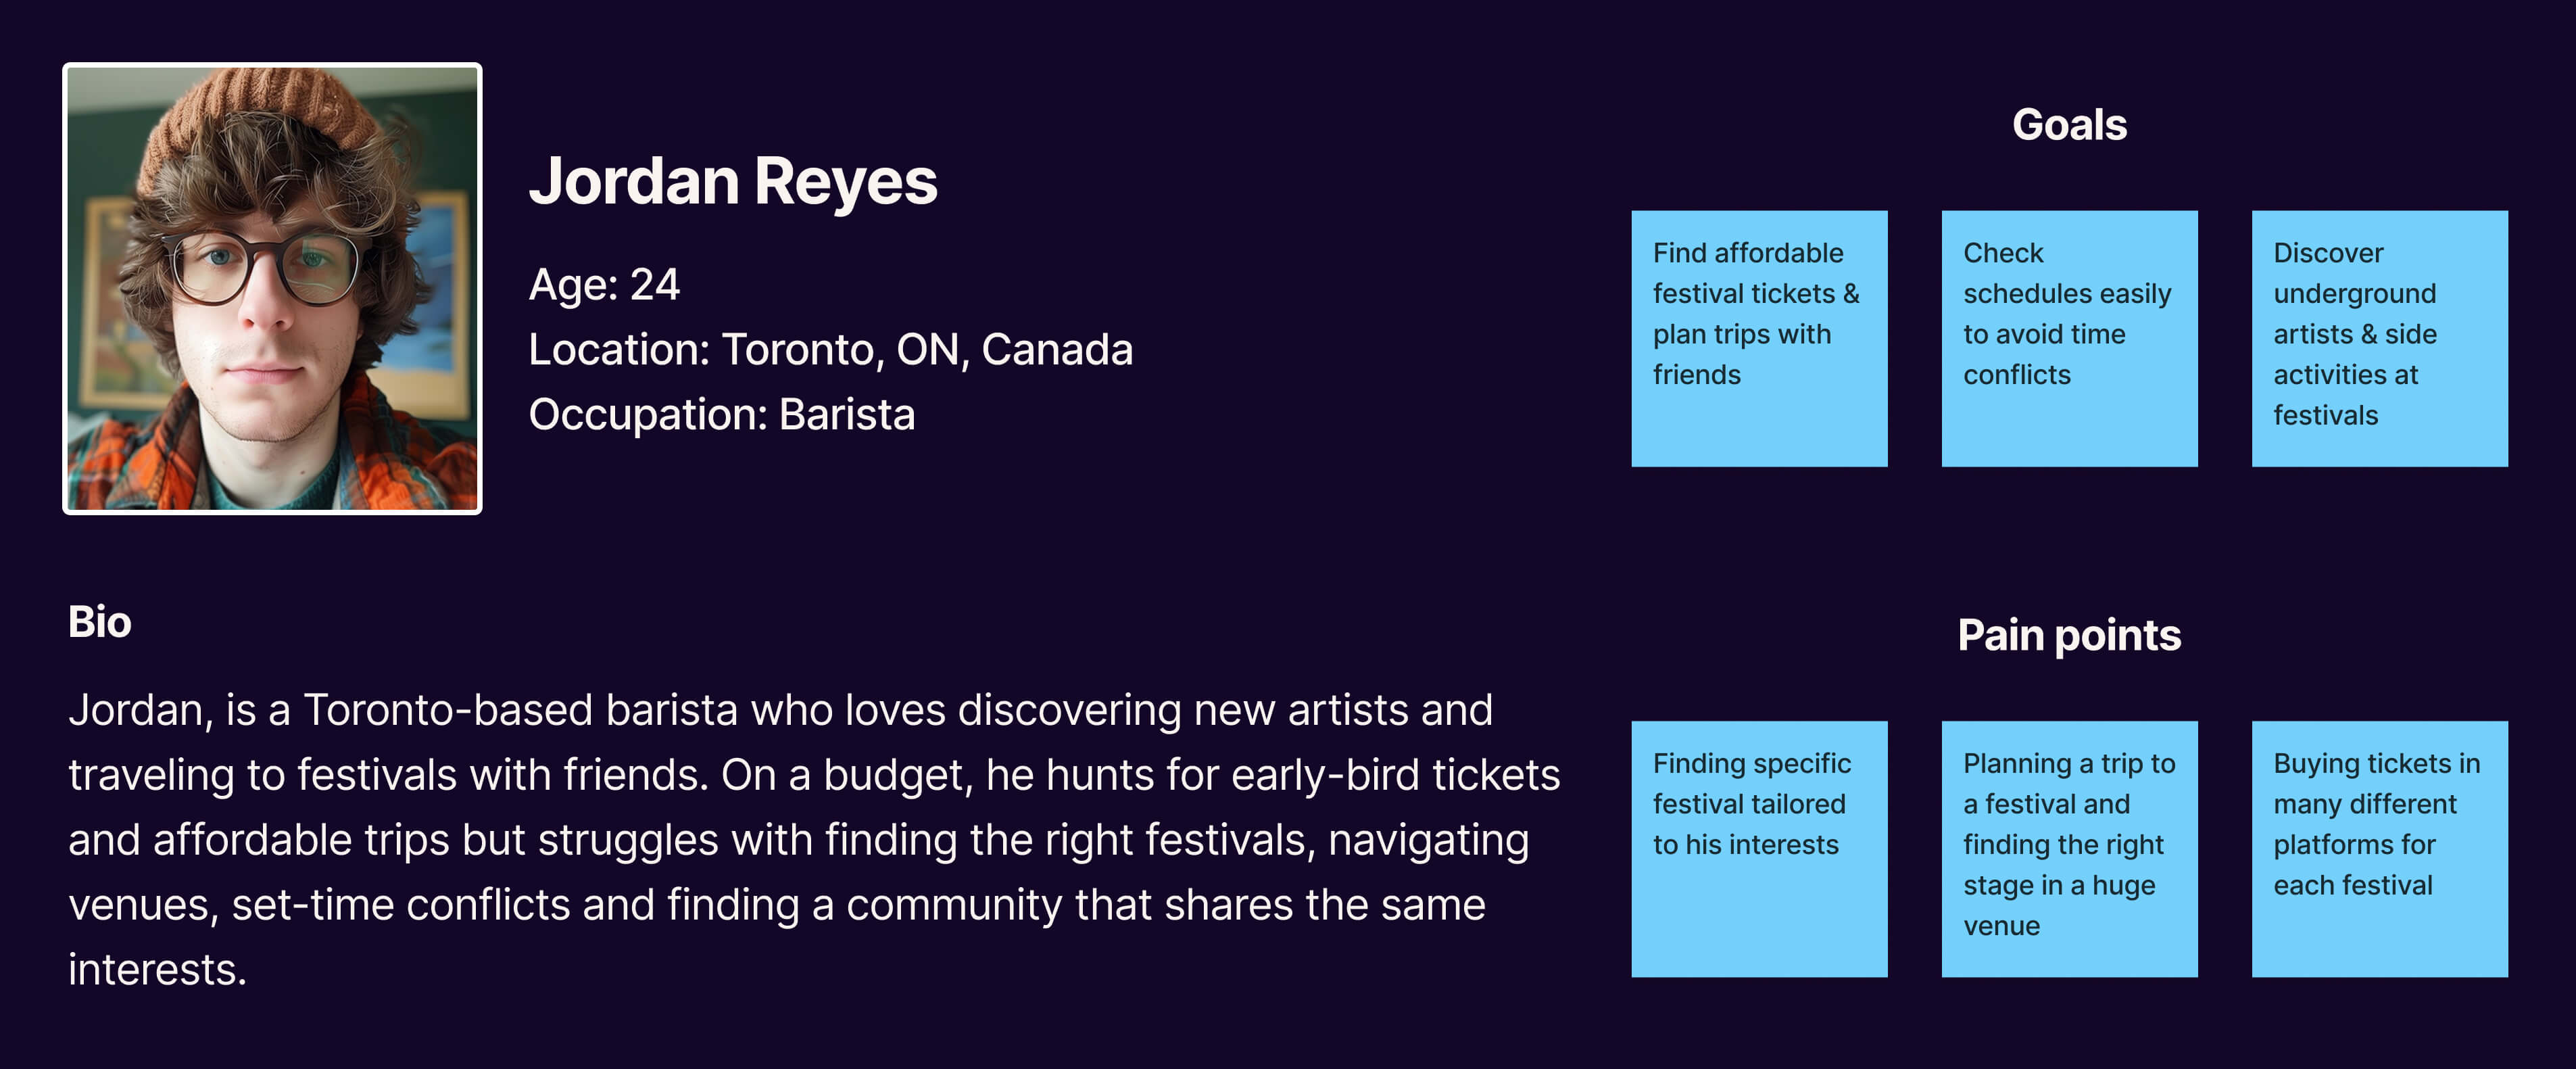 Jordan Reyes
Age: 24
Location: Toronto, ON, Canada
Occupation: Barista
Bio
Jordan, is a Toronto-based barista who loves discovering new artists and
traveling to festivals with friends. On a budget, he hunts for early-bird tickets
and affordable trips but struggles with finding the right festivals, navigating
venues, set-time conflicts and finding a community that shares the same
interests.
Goals
Find affordable
festival tickets &
plan trips with
friends
Check
schedules easily
to avoid time
conflicts
Discover
underground
artists & side
activities at
festivals
Pain points
Finding specific
festival tailored
to his interests
Planning a trip to
a festival and
finding the right
stage in a huge
venue
Buying tickets in
many different
platforms for
each festival